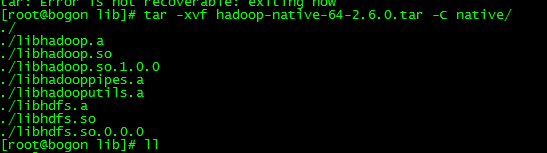 tar: Error is not recoverable: exiting now
[root@bogon lib]# tar -xvf hadoop-native-64-2.6.0.tar -C native/
./
./libhadoop.a
./libhadoop.so
./libhadoop.so.1.0.0
./libhadooppipes.a
./libhadooputils.a
./libhdfs.a
./libhdfs.so
./libhdfs.so.0.0.0
[root@bogon lib]# ll